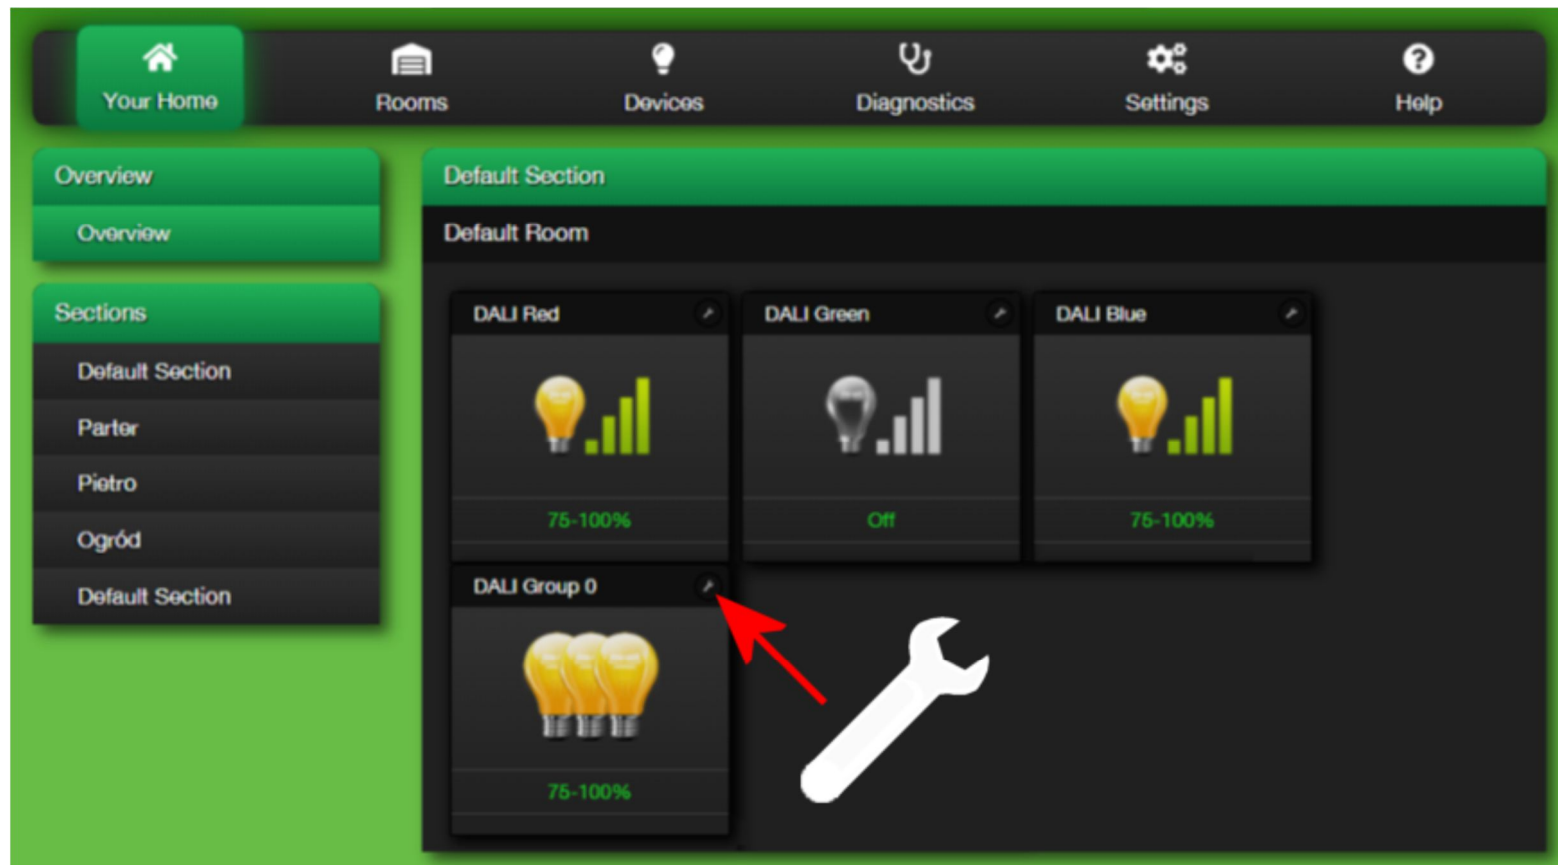 Your Home
Rooms
Devices
Diagnostics
Settings
Help
Overview
Overview
Sections
Default Section
Parter
Pietro
Ogród
Default Section
Default Section
Default Room
DALI Red
DALI Green
DALI Blue
75-100%
Off
75-100%
DALI Group 0
75-100%